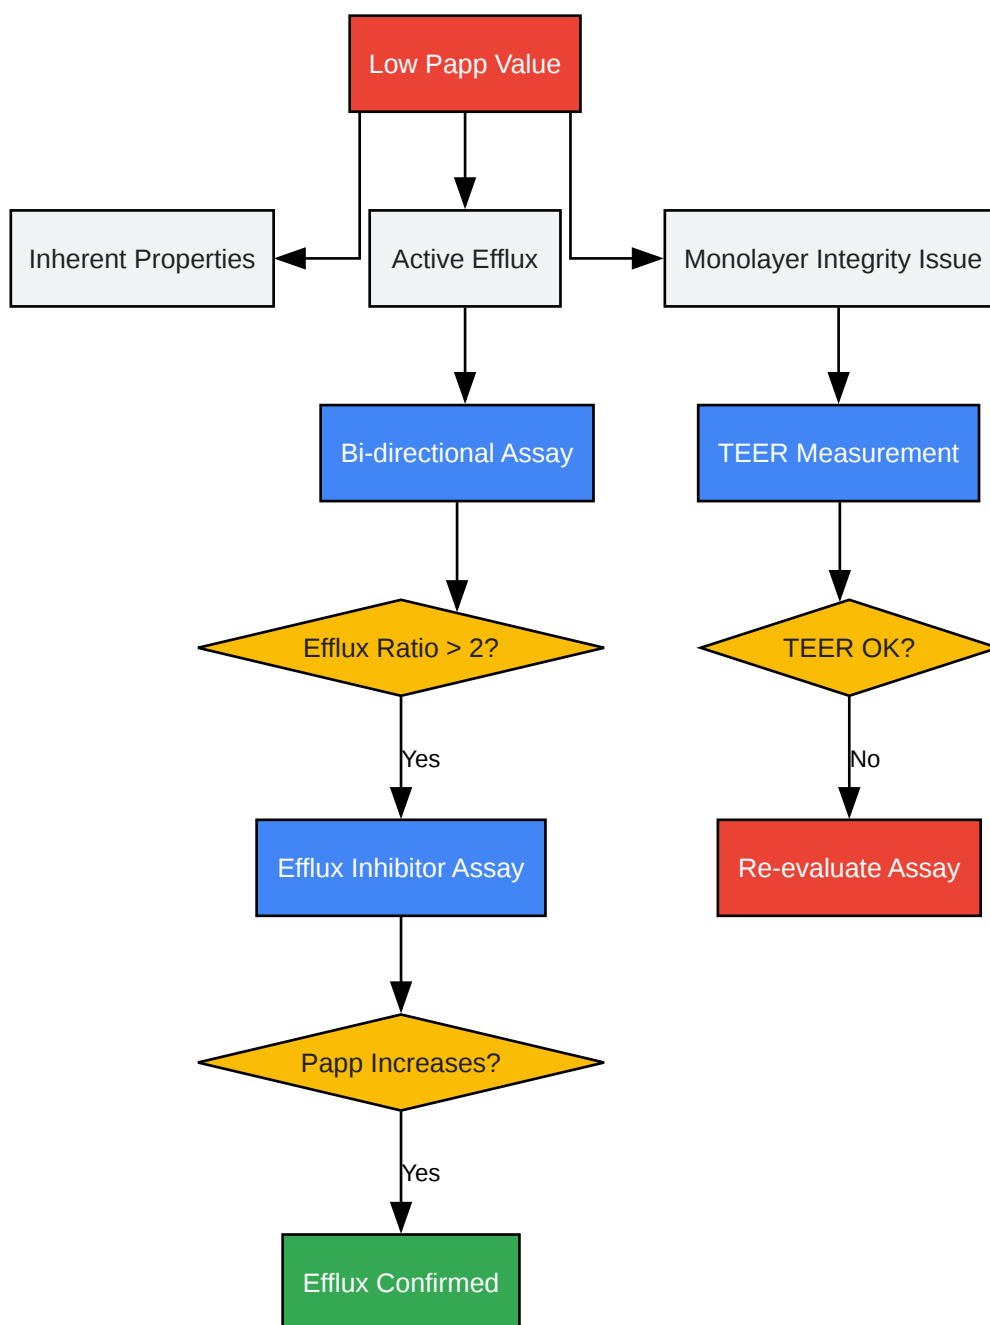 Low Papp Value
Inherent Properties
Active Efflux
Monolayer Integrity Issue
Bi-directional Assay
TEER Measurement
Efflux Ratio > 2?
TEER OK?
Yes
No
Efflux Inhibitor Assay
Re-evaluate Assay
Papp Increases?
Yes
Efflux Confirmed